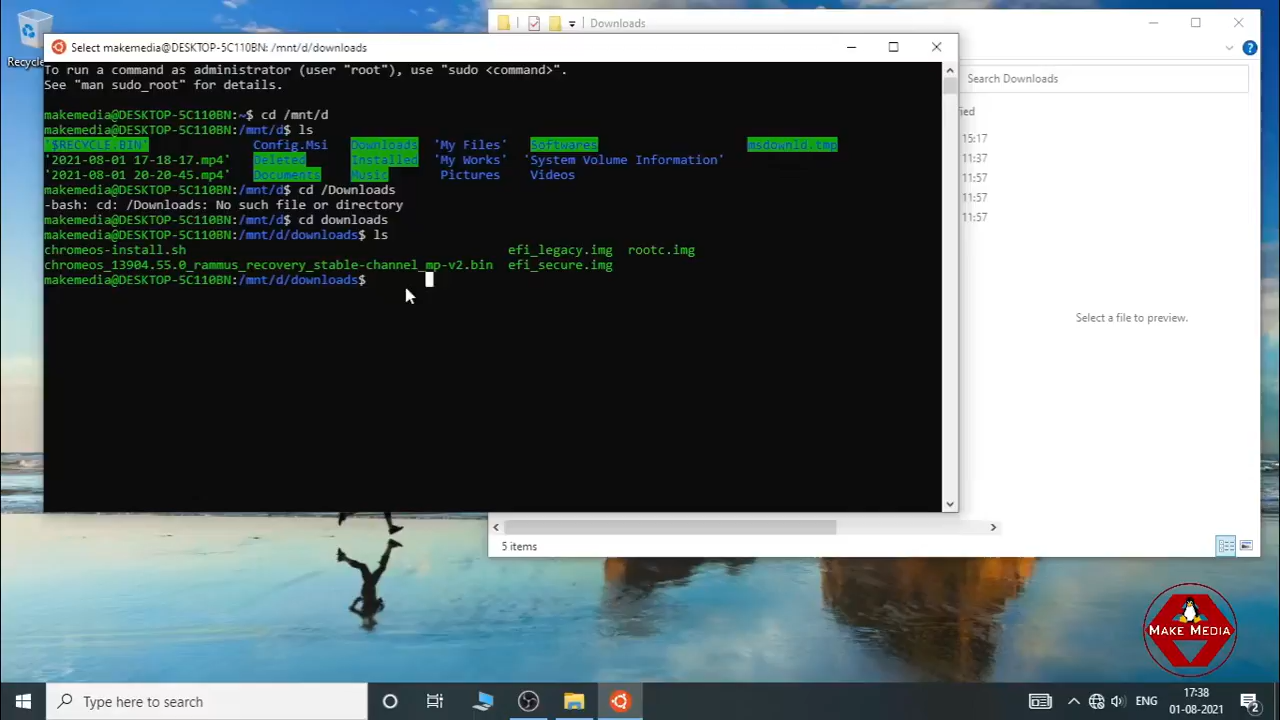 Recycle
Downloads
Select makemedia@DESKTOP-5C110BN: /mnt/d/downloads
To run a command as administrator (user "root"), use "sudo <command>".
See "man sudo_root" for details.
makemedia@DESKTOP-5C110BN:~$ cd /mnt/d
makemedia@DESKTOP-5C110BN:/mnt/d$ ls
'$RECYCLE.BIN' Config.Msi Downloads 'My Files' Softwares msdownld.tmp
'2021-08-01 17-18-17.mp4' Deleted Installed 'My Works' 'System Volume Information'
'2021-08-01 20-20-45.mp4' Documents Music Pictures Videos
makemedia@DESKTOP-5C110BN:/mnt/d$ cd /Downloads
-bash: cd: /Downloads: No such file or directory
makemedia@DESKTOP-5C110BN:/mnt/d$ cd downloads
makemedia@DESKTOP-5C110BN:/mnt/d/downloads$ ls
chromeos-install.sh efi_legacy.img rootc.img
chromeos_13904.55.0_rammus_recovery_stable-channel_mp-v2.bin efi_secure.img
makemedia@DESKTOP-5C110BN:/mnt/d/downloads$
Search Downloads
15:17
11:37
11:57
11:57
11:57
Select a file to preview.
5 items
MAKE MEDIA
Type here to search
ENG
17:38
01-08-2021
2